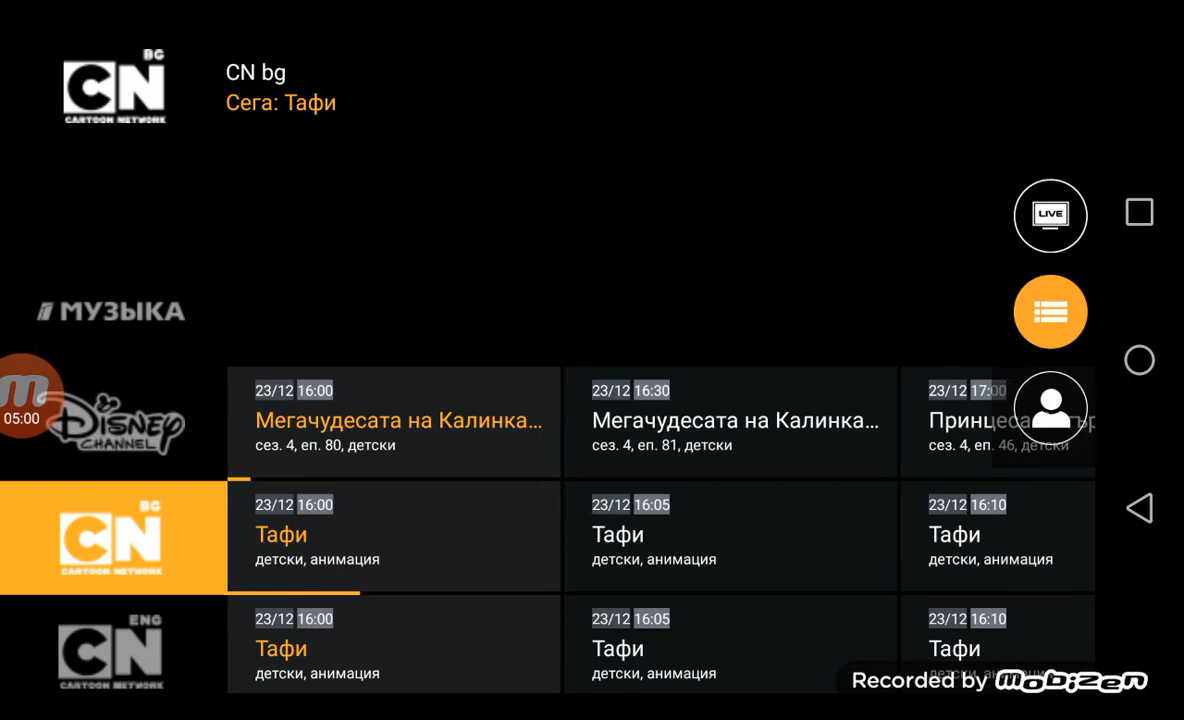 BG
CN
CARTOON NETWORK
CN bg
Сега: Тафи
LIVE
МУЗЫКА
05:00
DISNEY
CHANNEL
23/12 16:00
Мегачудесата на Калинка...
сез. 4, еп. 80, детски
23/12 16:30
Мегачудесата на Калинка...
сез. 4, еп. 81, детски
23/12 17:00
сез. 4, еп. 46, детски
BG
CN
CARTOON NETWORK
23/12 16:00
Тафи
детски, анимация
23/12 16:05
Тафи
детски, анимация
23/12 16:10
Тафи
детски, анимация
ENG
CN
CARTOON NETWORK
23/12 16:00
Тафи
детски, анимация
23/12 16:05
Тафи
детски, анимация
23/12 16:10
Тафи
Recorded by mobizen